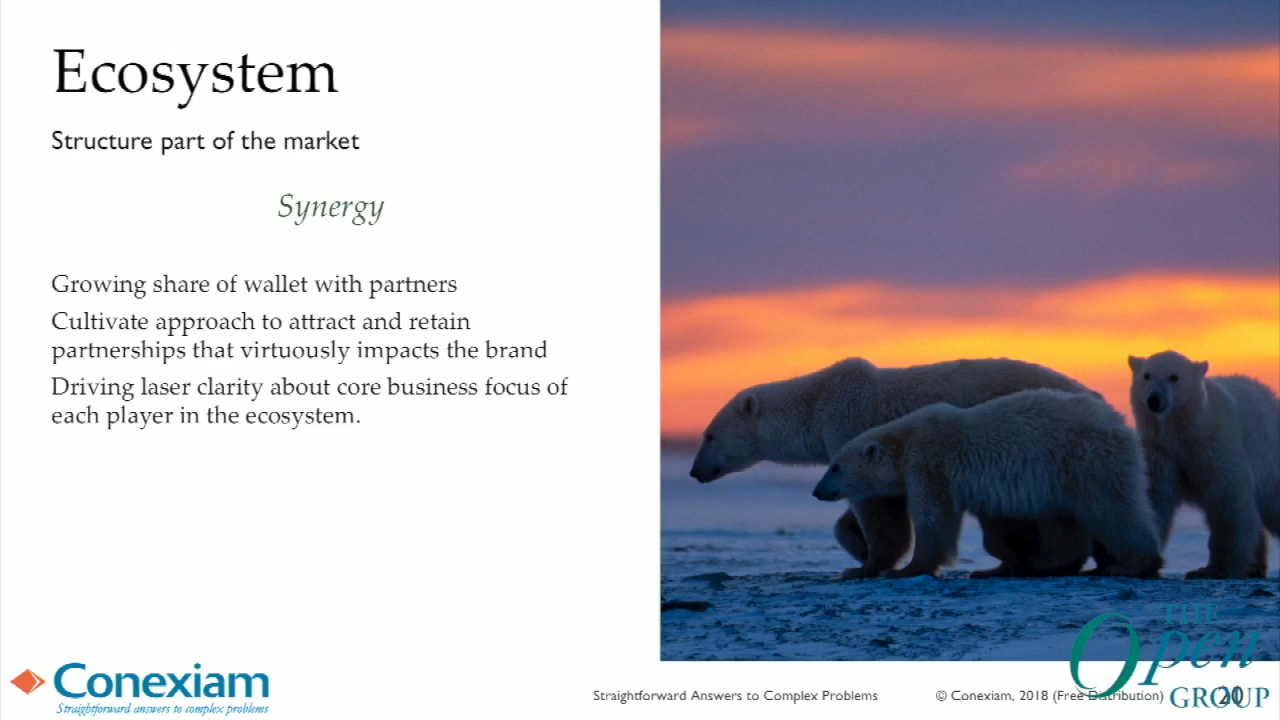 Ecosystem
Structure part of the market
Synergy
Growing share of wallet with partners
Cultivate approach to attract and retain
partnerships that virtuously impacts the brand
Driving laser clarity about core business focus of
each player in the ecosystem.
Conexiam
Straightforward answers to complex problems
Straightforward Answers to Complex Problems
© Conexiam, 2018 (Free Distribution)
20
THE
Open
GROUP